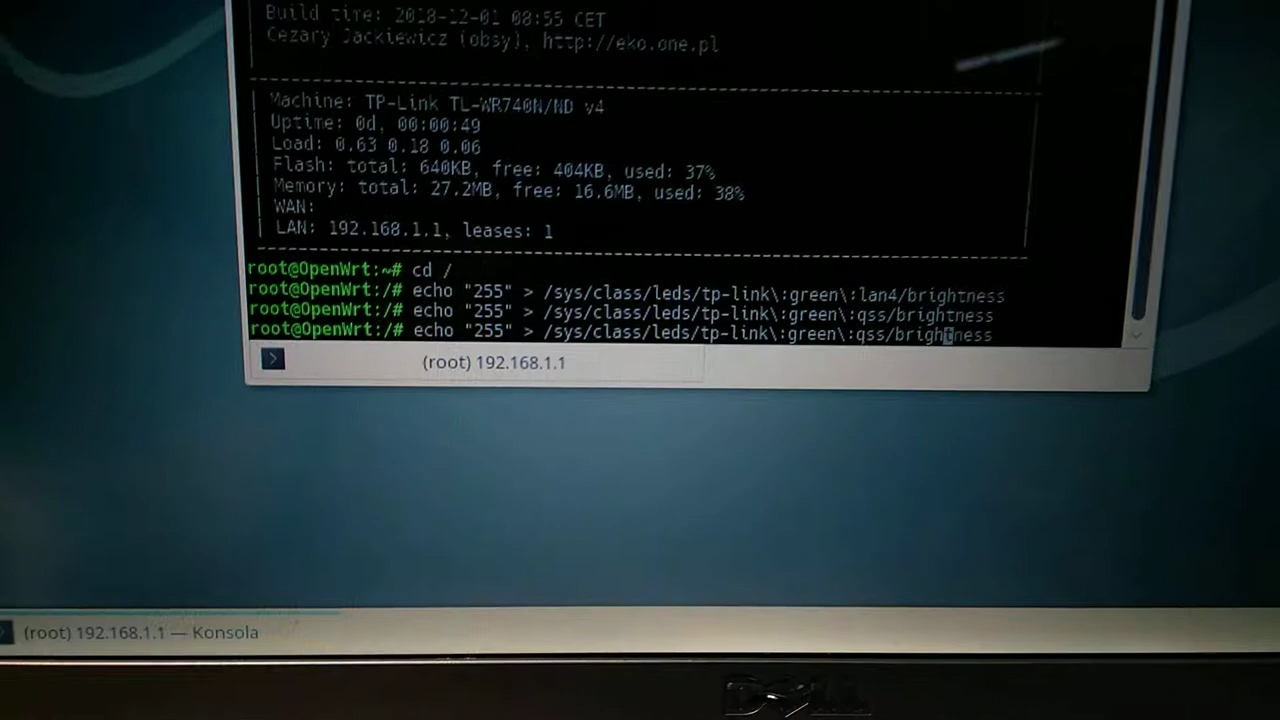 Build time: 2018-12-01 08:55 CET
Cezary Jackiewicz (obsy), http://eko.one.pl
Machine: TP-Link TL-WR740N/ND v4
Uptime: 0d, 00:00:49
Load: 0.63 0.18 0.06
Flash: total: 640KB, free: 404KB, used: 37%
Memory: total: 27.2MB, free: 16.6MB, used: 38%
WAN:
LAN: 192.168.1.1, leases: 1
root@OpenWrt:~# cd /
root@OpenWrt:/# echo "255" > /sys/class/leds/tp-link\:green\:lan4/brightness
root@OpenWrt:/# echo "255" > /sys/class/leds/tp-link\:green\:qss/brightness
root@OpenWrt:/# echo "255" > /sys/class/leds/tp-link\:green\:qss/brightness
(root) 192.168.1.1
(root) 192.168.1.1 — Konsola
DELL